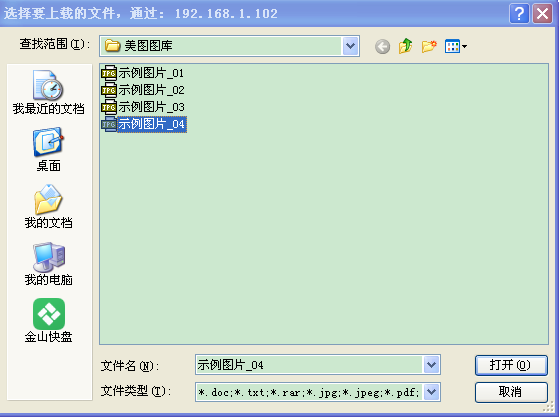 选择要上载的文件，通过: 192.168.1.102
查找范围(I):
美图图库
示例图片_01
示例图片_02
示例图片_03
示例图片_04
我最近的文档
桌面
我的文档
我的电脑
金山快盘
文件名(N):
示例图片_04
打开(O)
文件类型(T):
*.doc;*.txt;*.rar;*.jpg;*.jpeg;*.pdf;
取消